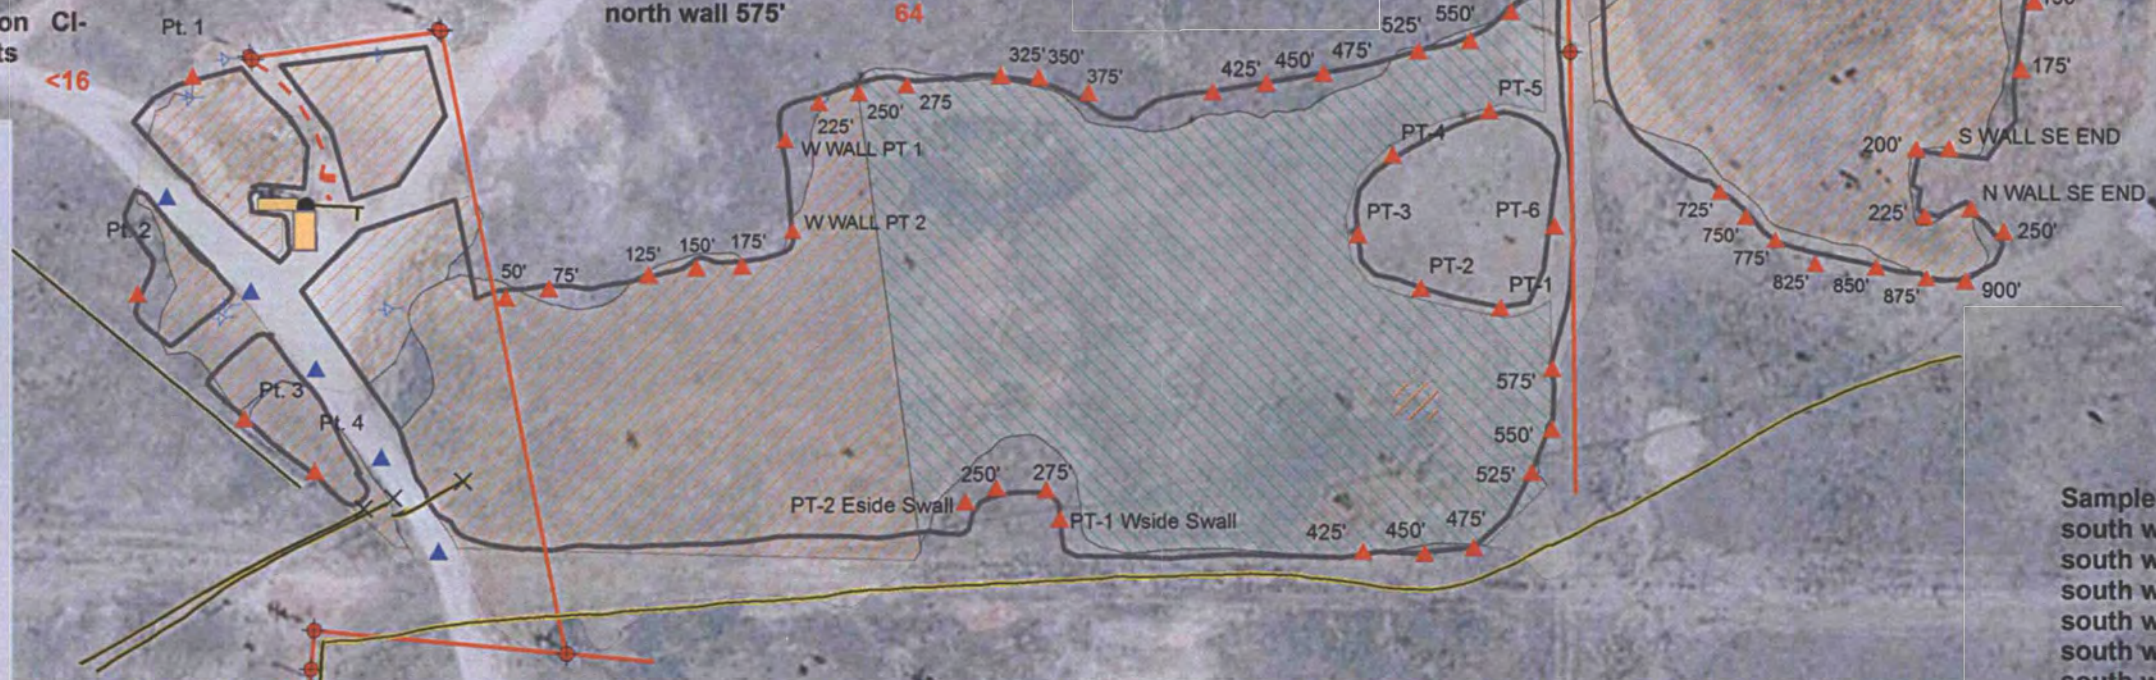 on Cl-
ts
<16
Pt. 1
north wall 575'
64
325' 350'
375'
425'
450'
475'
525'
550'
175'
225'
250'
275
W WALL PT 1
W WALL PT 2
PT-5
PT-4
PT-3
PT-6
PT-2
PT-1
200'
S WALL SE END
N WALL SE END
225'
250'
725'
750'
775'
825'
850'
875'
900'
Pt. 2
50'
75'
125'
150'
175'
Pt. 3
Pt. 4
575'
550'
525'
475'
450'
425'
250'
275'
PT-2 Eside Swall
PT-1 Wside Swall
Sample
south w
south w
south w
south w
south w
south w